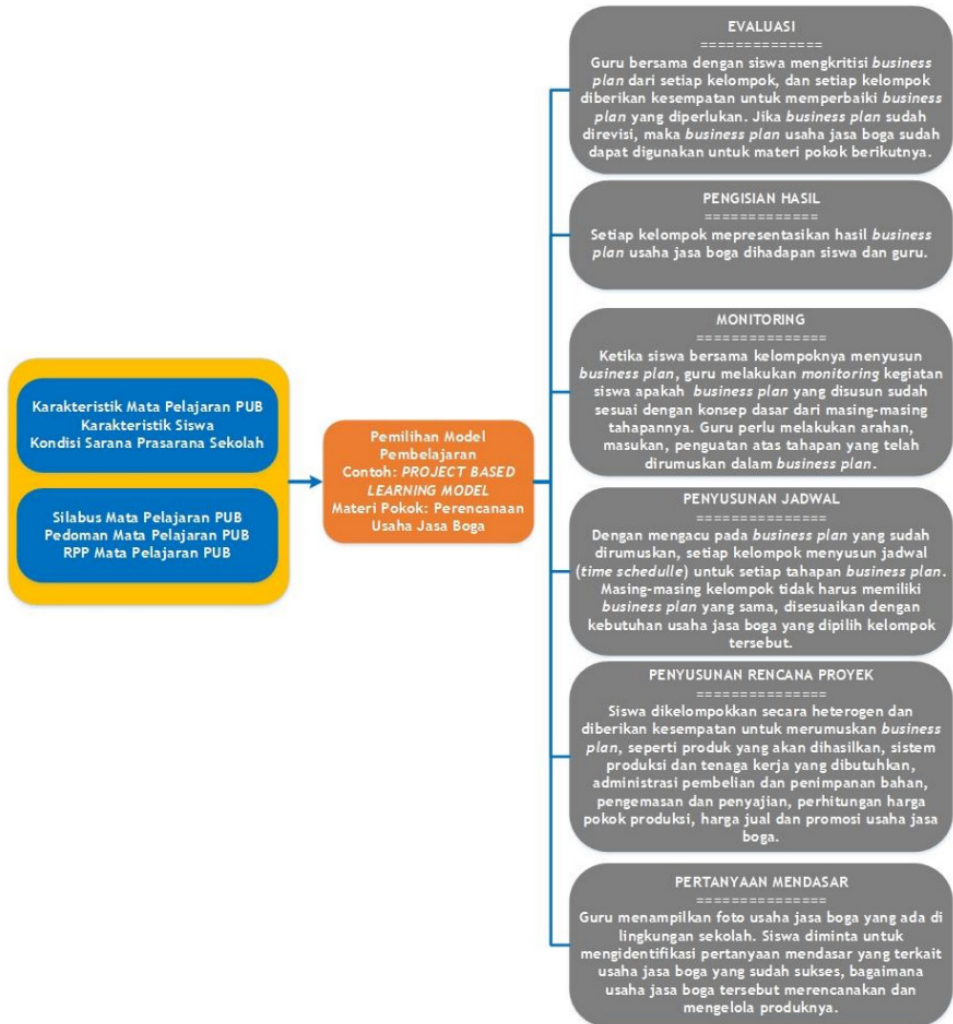 Karakteristik Mata Pelajaran PUB
Karakteristik Siswa
Kondisi Sarana Prasarana Sekolah
Silabus Mata Pelajaran PUB
Pedoman Mata Pelajaran PUB
RPP Mata Pelajaran PUB
Pemilihan Model
Pembelajaran
Contoh: PROJECT BASED
LEARNING MODEL
Materi Pokok: Perencanaan
Usaha Jasa Boga
EVALUASI
==============
Guru bersama dengan siswa mengkritisi business
plan dari setiap kelompok, dan setiap kelompok
diberikan kesempatan untuk memperbaiki business
plan yang diperlukan. Jika business plan sudah
direvisi, maka business plan usaha jasa boga sudah
dapat digunakan untuk materi pokok berikutnya.
PENGISIAN HASIL
=============
Setiap kelompok mepresentasikan hasil business
plan usaha jasa boga dihadapan siswa dan guru.
MONITORING
===============
Ketika siswa bersama kelompoknya menyusun
business plan, guru melakukan monitoring kegiatan
siswa apakah business plan yang disusun sudah
sesuai dengan konsep dasar dari masing-masing
tahapannya. Guru perlu melakukan arahan,
masukan, penguatan atas tahapan yang telah
dirumuskan dalam business plan.
PENYUSUNAN JADWAL
===============
Dengan mengacu pada business plan yang sudah
dirumuskan, setiap kelompok menyusun jadwal
(time schedulle) untuk setiap tahapan business plan.
Masing-masing kelompok tidak harus memiliki
business plan yang sama, disesuaikan dengan
kebutuhan usaha jasa boga yang dipilih kelompok
tersebut.
PENYUSUNAN RENCANA PROYEK
===============
Siswa dikelompokkan secara heterogen dan
diberikan kesempatan untuk merumuskan business
plan, seperti produk yang akan dihasilkan, sistem
produksi dan tenaga kerja yang dibutuhkan,
administrasi pembelian dan penimpanan bahan,
pengemasan dan penyajian, perhitungan harga
pokok produksi, harga jual dan promosi usaha jasa
boga.
PERTANYAAN MENDASAR
===============
Guru menampilkan foto usaha jasa boga yang ada di
lingkungan sekolah. Siswa diminta untuk
mengidentifikasi pertanyaan mendasar yang terkait
usaha jasa boga yang sudah sukses, bagaimana
usaha jasa boga tersebut merencanakan dan
mengelola produknya.